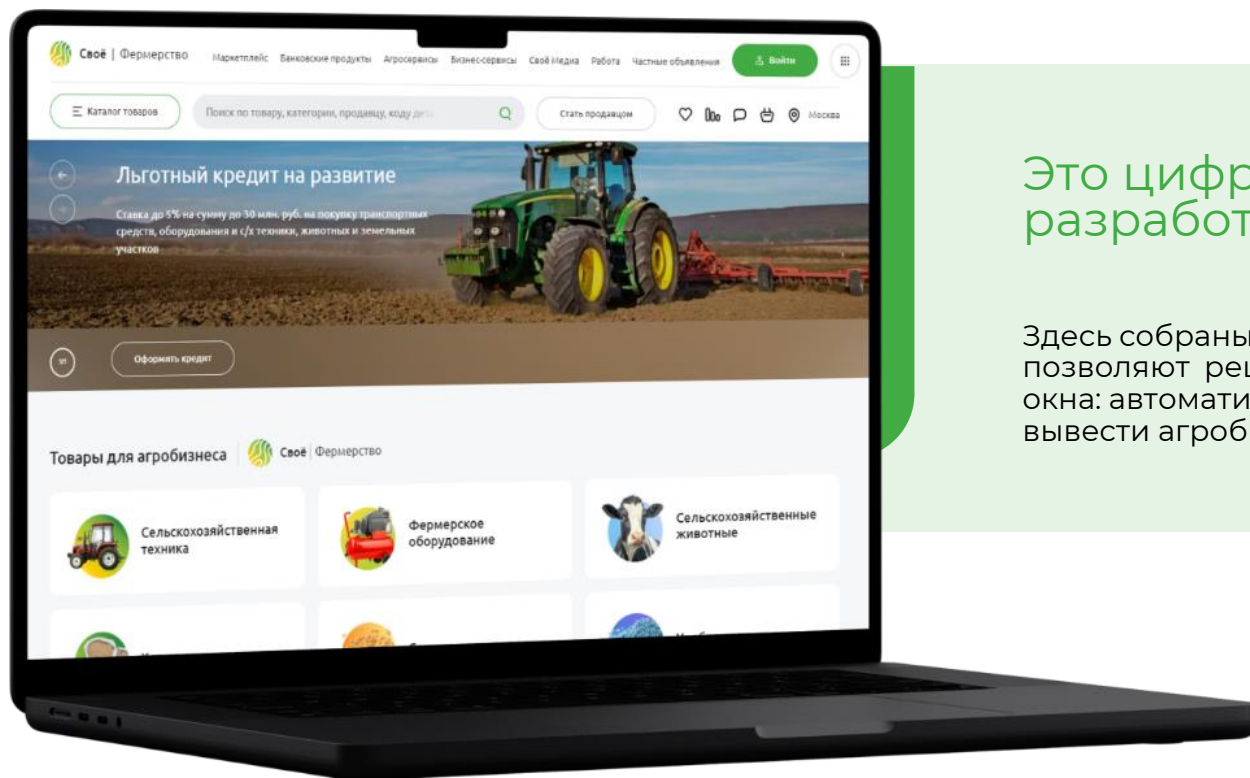 Своё | Фермерство
Маркетплейс Банковские продукты Агросервисы Бизнес-сервисы Своё Медиа Работа Частные объявления Войти
Каталог товаров Поиск по товару, категории, продавцу, коду дет Стать продавцом Москва
Льготный кредит на развитие
Ставка до 5% на сумму до 30 млн. руб. на покупку транспортных
средств, оборудования и с/х техники, животных и земельных
участков
Оформить кредит
Товары для агробизнеса Своё | Фермерство
Сельскохозяйственная
техника
Фермерское
оборудование
Сельскохозяйственные
животные
Это цифр
разработ
Здесь собраны
позволяют реш
окна: автомати
вывести агроб